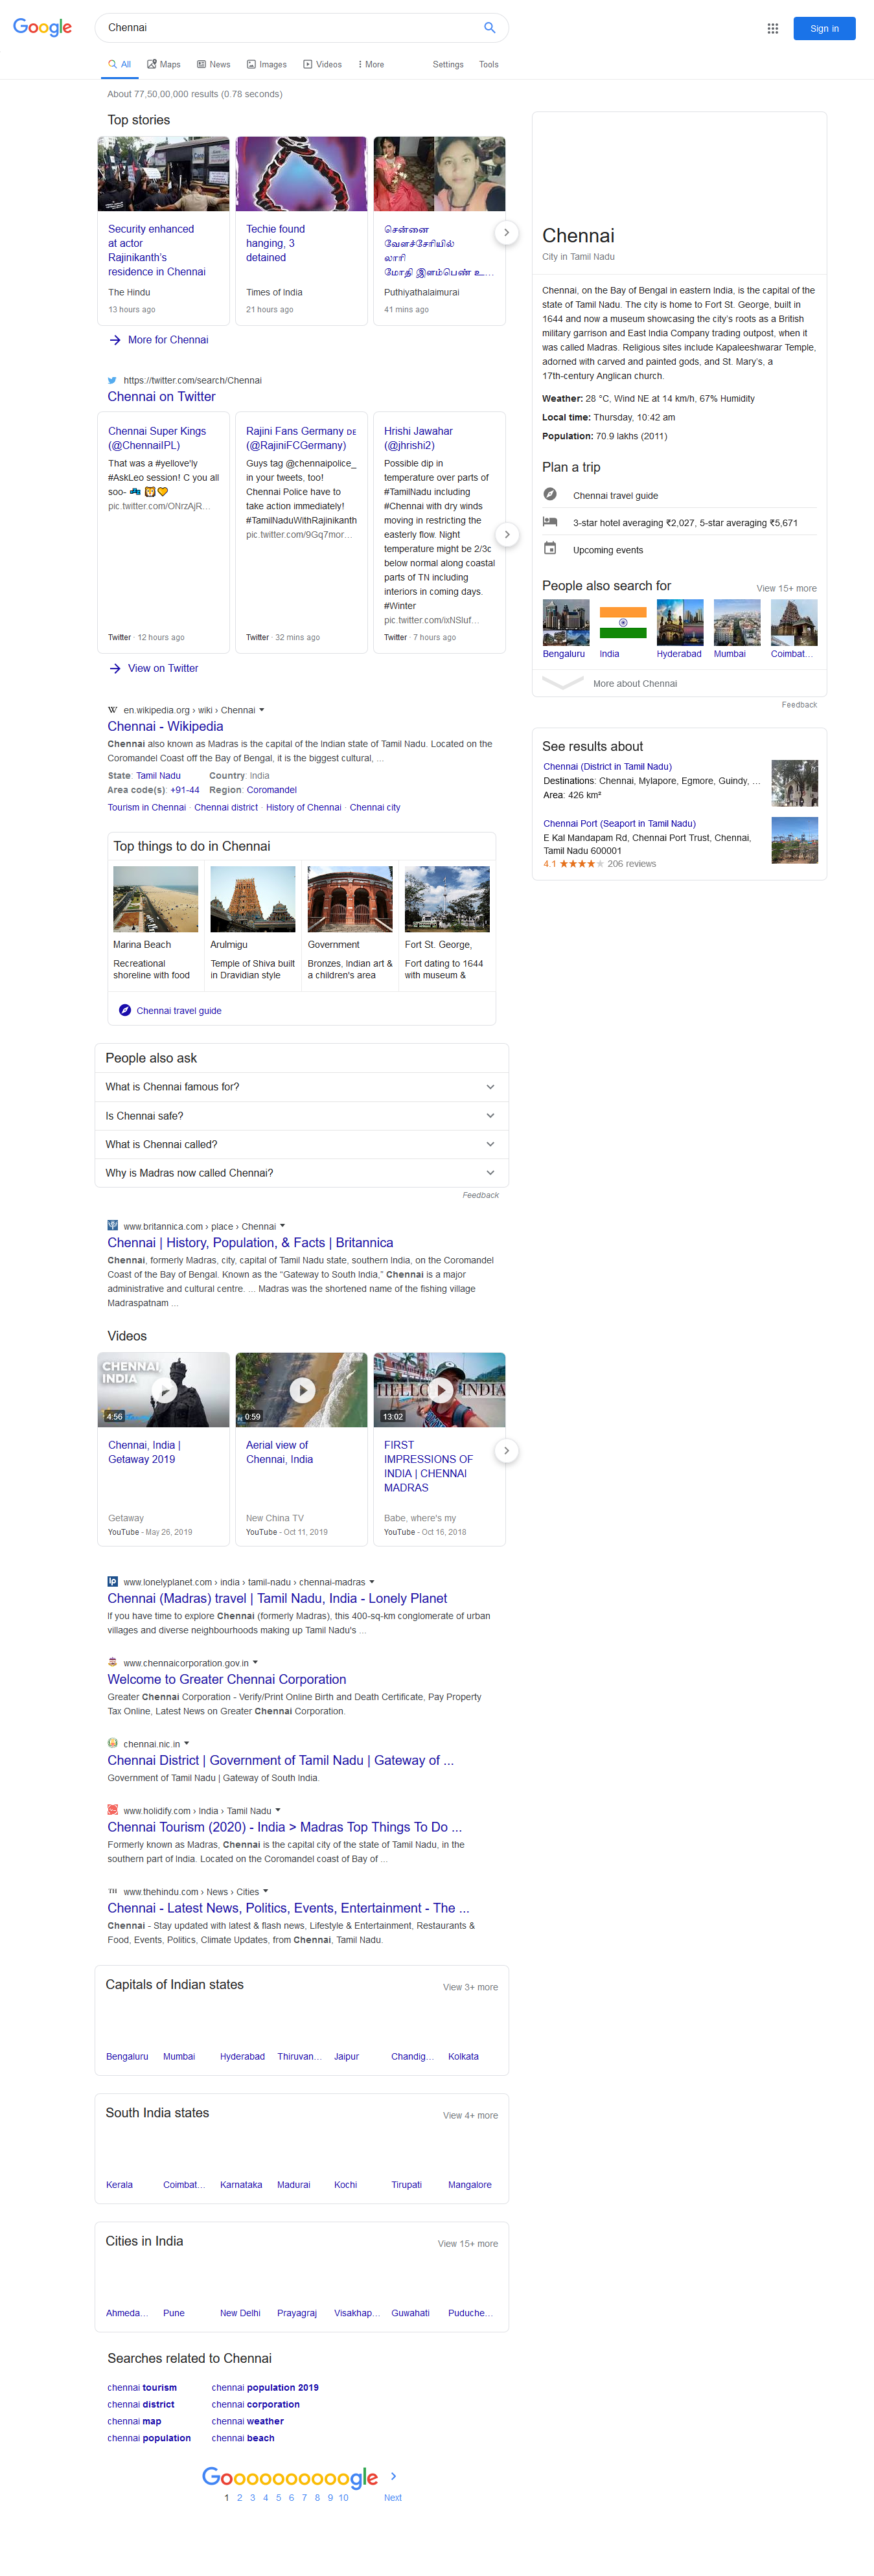 Google
Chennai
Sign in
All
Maps
News
Images
Videos
More
Settings
Tools
About 77,50,00,000 results (0.78 seconds)
Top stories
Security enhanced
at actor
Rajinikanth's
residence in Chennai
The Hindu
13 hours ago
Techie found
hanging, 3
detained
Times of India
21 hours ago
சென்னை
வேளச்சேரியில்
லாரி
மோதி இளம்பெண் உ...
Puthiyathalaimurai
41 mins ago
More for Chennai
https://twitter.com/search/Chennai
Chennai on Twitter
Chennai Super Kings
(@ChennaiIPL)
That was a #yellove'ly
#AskLeo session! C you all
soo-
pic.twitter.com/ONrzAjR...
Twitter · 12 hours ago
Rajini Fans Germany DE
(@RajiniFCGermany)
Guys tag @chennaipolice_
in your tweets, too!
Chennai Police have to
take action immediately!
#TamilNaduWithRajinikanth
pic.twitter.com/9Gq7mor...
Twitter · 32 mins ago
Hrishi Jawahar
(@jhrishi2)
Possible dip in
temperature over parts of
#TamilNadu including
#Chennai with dry winds
moving in restricting the
easterly flow. Night
temperature might be 2/3c
below normal along coastal
parts of TN including
interiors in coming days.
#Winter
pic.twitter.com/ixNSluf...
Twitter · 7 hours ago
View on Twitter
en.wikipedia.org › wiki › Chennai
Chennai - Wikipedia
Chennai also known as Madras is the capital of the Indian state of Tamil Nadu. Located on the
Coromandel Coast off the Bay of Bengal, it is the biggest cultural, ...
State: Tamil Nadu Country: India
Area code(s): +91-44 Region: Coromandel
Tourism in Chennai · Chennai district · History of Chennai · Chennai city
Top things to do in Chennai
Marina Beach
Recreational
shoreline with food
Arulmigu
Temple of Shiva built
in Dravidian style
Government
Bronzes, Indian art &
a children's area
Fort St. George,
Fort dating to 1644
with museum &
Chennai travel guide
People also ask
What is Chennai famous for?
Is Chennai safe?
What is Chennai called?
Why is Madras now called Chennai?
Feedback
www.britannica.com › place › Chennai
Chennai | History, Population, & Facts | Britannica
Chennai, formerly Madras, city, capital of Tamil Nadu state, southern India, on the Coromandel
Coast of the Bay of Bengal. Known as the "Gateway to South India," Chennai is a major
administrative and cultural centre. ... Madras was the shortened name of the fishing village
Madraspatnam ...
Videos
CHENNAI,
INDIA
4:56
Chennai, India |
Getaway 2019
Getaway
YouTube - May 26, 2019
0:59
Aerial view of
Chennai, India
New China TV
YouTube - Oct 11, 2019
HELLO INDIA
13:02
FIRST
IMPRESSIONS OF
INDIA | CHENNAI
MADRAS
Babe, where's my
YouTube - Oct 16, 2018
www.lonelyplanet.com › india › tamil-nadu › chennai-madras
Chennai (Madras) travel | Tamil Nadu, India - Lonely Planet
If you have time to explore Chennai (formerly Madras), this 400-sq-km conglomerate of urban
villages and diverse neighbourhoods making up Tamil Nadu's ...
www.chennaicorporation.gov.in
Welcome to Greater Chennai Corporation
Greater Chennai Corporation - Verify/Print Online Birth and Death Certificate, Pay Property
Tax Online, Latest News on Greater Chennai Corporation.
chennai.nic.in
Chennai District | Government of Tamil Nadu | Gateway of ...
Government of Tamil Nadu | Gateway of South India.
www.holidify.com › India › Tamil Nadu
Chennai Tourism (2020) - India > Madras Top Things To Do ...
Formerly known as Madras, Chennai is the capital city of the state of Tamil Nadu, in the
southern part of India. Located on the Coromandel coast of Bay of ...
www.thehindu.com › News › Cities
Chennai - Latest News, Politics, Events, Entertainment - The ...
Chennai - Stay updated with latest & flash news, Lifestyle & Entertainment, Restaurants &
Food, Events, Politics, Climate Updates, from Chennai, Tamil Nadu.
Capitals of Indian states
View 3+ more
Bengaluru Mumbai Hyderabad Thiruvan... Jaipur Chandig... Kolkata
South India states
View 4+ more
Kerala Coimbat... Karnataka Madurai Kochi Tirupati Mangalore
Cities in India
View 15+ more
Ahmeda... Pune New Delhi Prayagraj Visakhap... Guwahati Puduche...
Searches related to Chennai
chennai tourism
chennai district
chennai map
chennai population
chennai population 2019
chennai corporation
chennai weather
chennai beach
Goooooooooogle
1 2 3 4 5 6 7 8 9 10
Next
Chennai
City in Tamil Nadu
Chennai, on the Bay of Bengal in eastern India, is the capital of the
state of Tamil Nadu. The city is home to Fort St. George, built in
1644 and now a museum showcasing the city's roots as a British
military garrison and East India Company trading outpost, when it
was called Madras. Religious sites include Kapaleeshwarar Temple,
adorned with carved and painted gods, and St. Mary's, a
17th-century Anglican church.
Weather: 28 °C, Wind NE at 14 km/h, 67% Humidity
Local time: Thursday, 10:42 am
Population: 70.9 lakhs (2011)
Plan a trip
Chennai travel guide
3-star hotel averaging ₹2,027, 5-star averaging ₹5,671
Upcoming events
People also search for
View 15+ more
Bengaluru India Hyderabad Mumbai Coimbat...
More about Chennai
Feedback
See results about
Chennai (District in Tamil Nadu)
Destinations: Chennai, Mylapore, Egmore, Guindy, ...
Area: 426 km²
Chennai Port (Seaport in Tamil Nadu)
E Kal Mandapam Rd, Chennai Port Trust, Chennai,
Tamil Nadu 600001
4.1 206 reviews